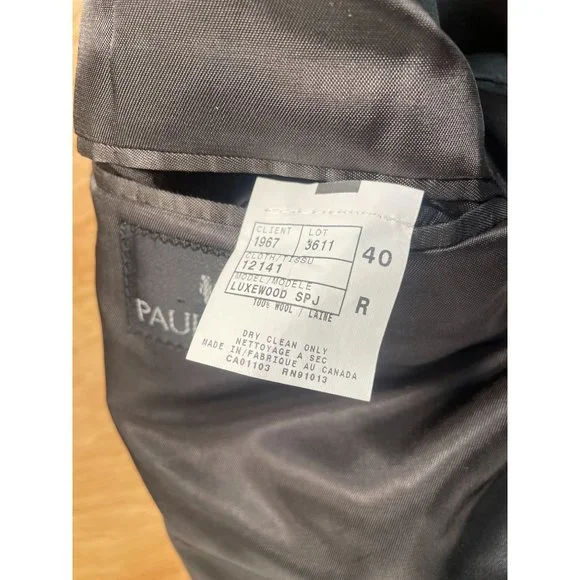 CLIENT LOT
1967 3611 40
CLOTH/TISSU
12141
MODEL/MODELE
LUXEWOOD SPJ R
100% WOOL / LAINE
DRY CLEAN ONLY
NETTOYAGE A SEC
MADE IN/FABRIQUE AU CANADA
CA01103 RN91013